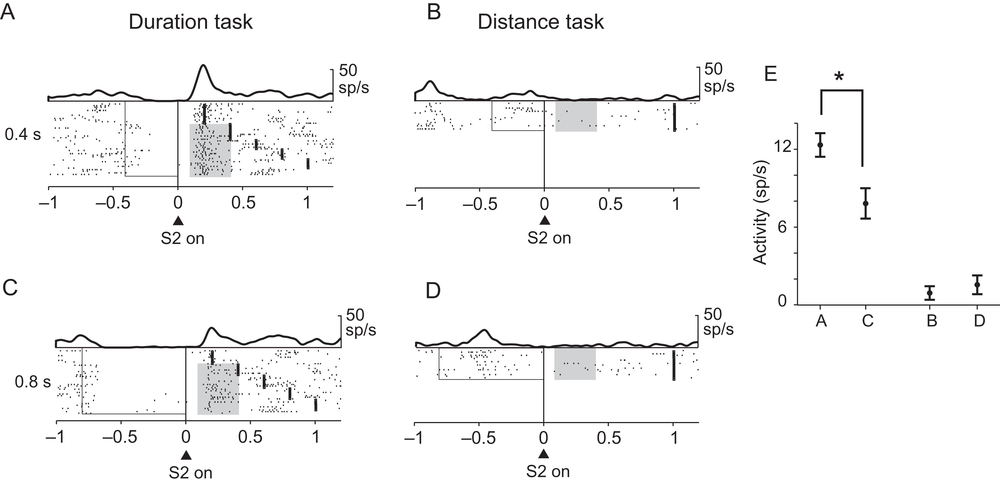 A
Duration task
50
sp/s
0.4 s
–1 –0.5 0 0.5 1
S2 on
B
Distance task
50
sp/s
–1 –0.5 0 0.5 1
S2 on
C
50
sp/s
0.8 s
–1 –0.5 0 0.5 1
S2 on
D
50
sp/s
–1 –0.5 0 0.5 1
S2 on
E
*
Activity (sp/s)
12
6
0
A C B D